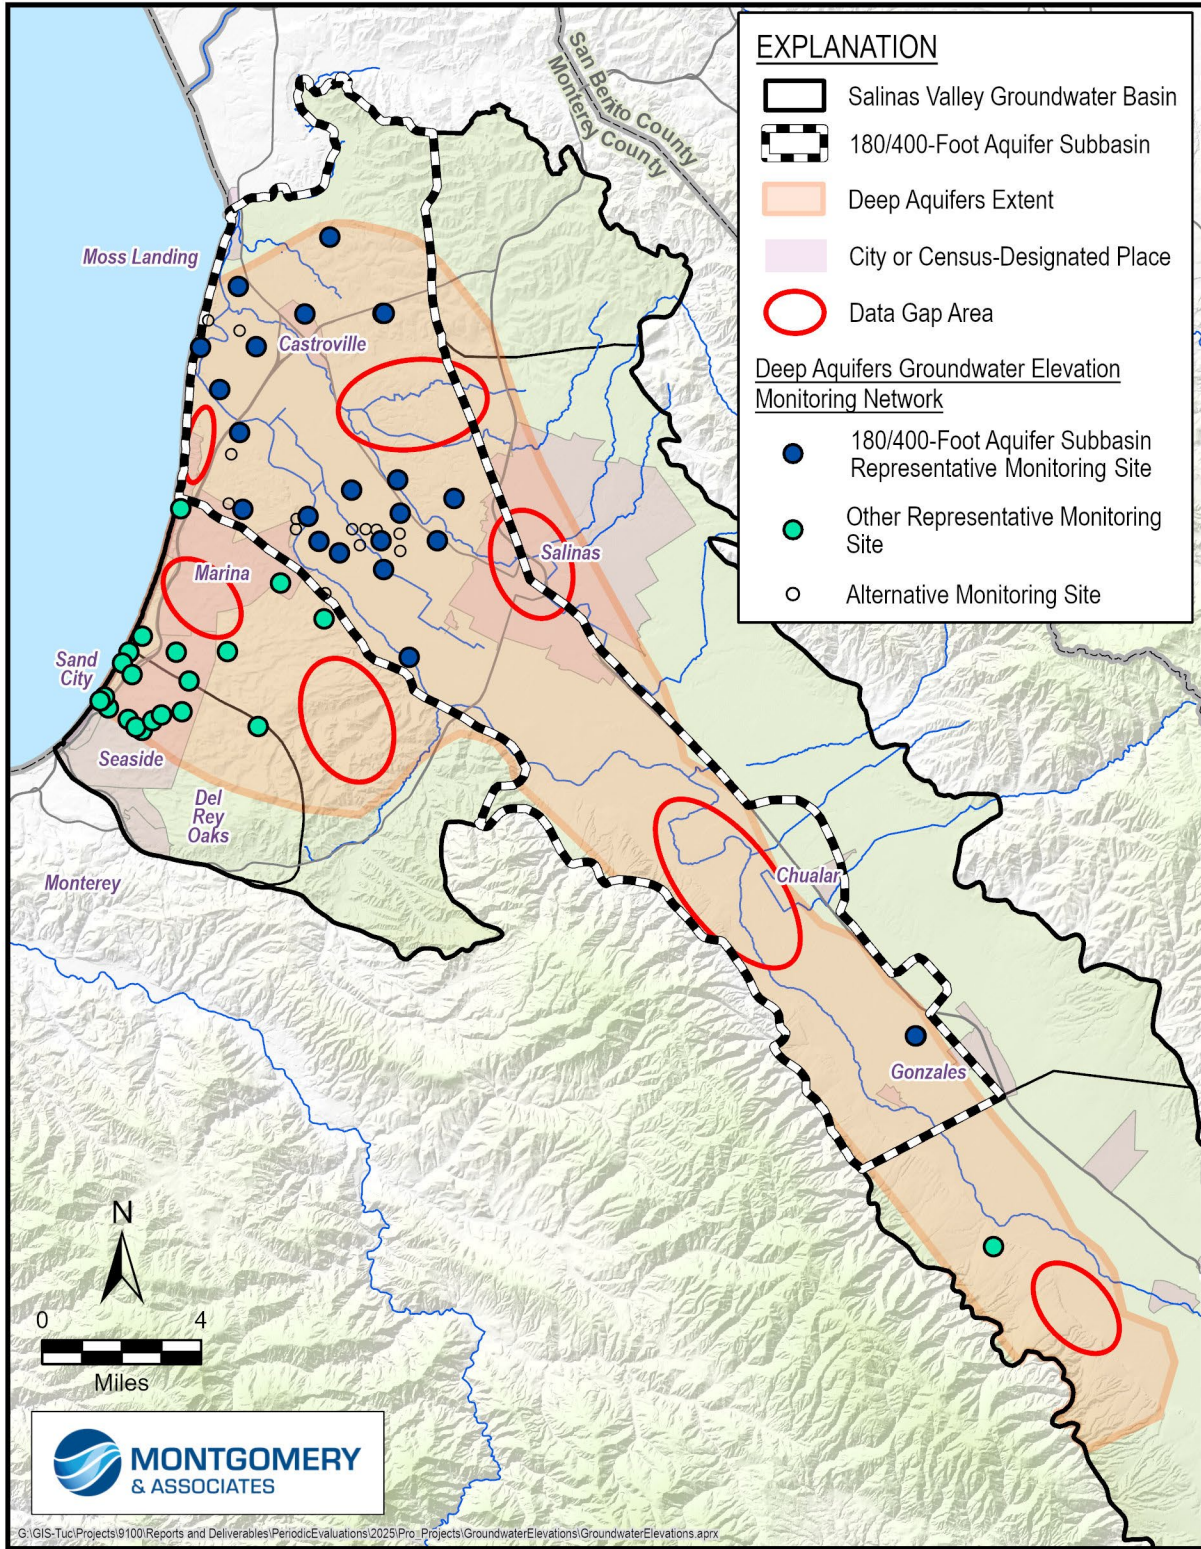 EXPLANATION
Salinas Valley Groundwater Basin
180/400-Foot Aquifer Subbasin
Deep Aquifers Extent
City or Census-Designated Place
Data Gap Area
Deep Aquifers Groundwater Elevation
Monitoring Network
180/400-Foot Aquifer Subbasin
Representative Monitoring Site
Other Representative Monitoring
Site
Alternative Monitoring Site
San Benito County
Monterey County
Moss Landing
Castroville
Salinas
Marina
Sand
City
Seaside
Del
Rey
Oaks
Monterey
Chualar
Gonzales
N
0 4
Miles
MONTGOMERY
& ASSOCIATES
G:\GIS-Tuc\Projects\9100\Reports and Deliverables\PeriodicEvaluations\2025\Pro_Projects\GroundwaterElevations\GroundwaterElevations.aprx